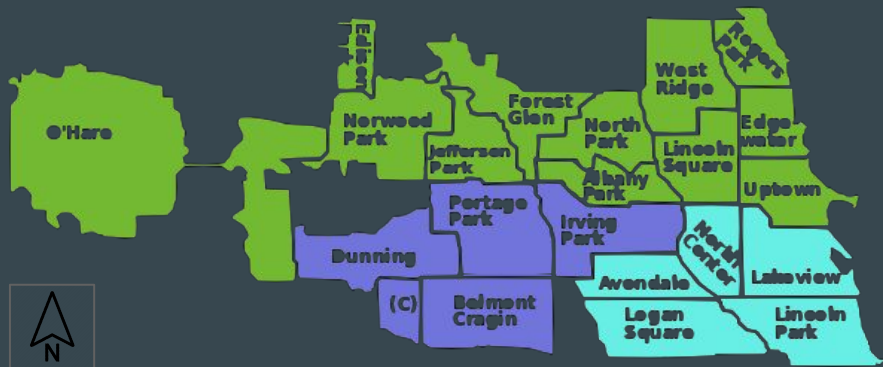 Edison
Rogers
Park
West
Ridge
O'Hare
Norwood
Park
Forest
Glen
North
Park
Edge-
water
Jefferson
Park
Lincoln
Square
Albany
Park
Uptown
Portage
Park
Irving
Park
Dunning
North
Center
Avondale
Lakeview
(C)
Belmont
Cragin
Logan
Square
Lincoln
Park
N